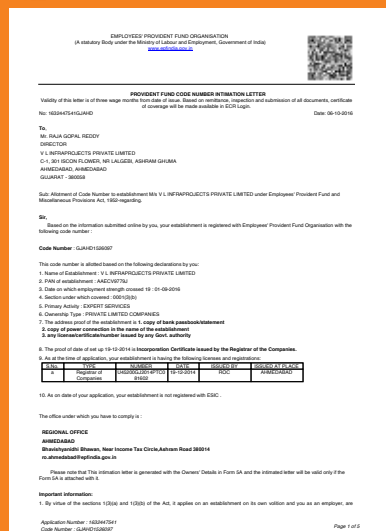 EMPLOYEES' PROVIDENT FUND ORGANISATION
(A statutory Body under the Ministry of Labour and Employment, Government of India)
www.epfindia.gov.in
PROVIDENT FUND CODE NUMBER INTIMATION LETTER
Validity of this letter is of three wage months from date of issue. Based on remittance, inspection and submission of all documents, certificate
of coverage will be made available in ECR Login.
No: 1632447541GJAHD Date: 06-10-2016
To,
Mr. RAJA GOPAL REDDY
DIRECTOR
V L INFRAPROJECTS PRIVATE LIMITED
C-1, 301 ISCON FLOWER, NR LALGEBI, ASHRAM GHUMA
AHMEDABAD, AHMEDABAD
GUJARAT - 380058
Sub: Allotment of Code Number to establishment M/s V L INFRAPROJECTS PRIVATE LIMITED under Employees' Provident Fund and
Miscellaneous Provisions Act, 1952-regarding.
Sir,
Based on the information submitted online by you, your establishment is registered with Employees' Provident Fund Organisation with the
following code number :
Code Number : GJAHD1526097
This code number is allotted based on the following declarations by you:
1. Name of Establishment : V L INFRAPROJECTS PRIVATE LIMITED
2. PAN of establishment : AAECV9779J
3. Date on which employment strength crossed 19 : 01-09-2016
4. Section under which covered : 0001(3)(b)
5. Primary Activity : EXPERT SERVICES
6. Ownership Type : PRIVATE LIMITED COMPANIES
7. The address proof of the establishment is 1. copy of bank passbook/statement
2. copy of power connection in the name of the establishment
3. any license/certificate/number issued by any Govt. authority
8. The proof of date of set up 19-12-2014 is Incorporation Certificate issued by the Registrar of the Companies.
9. As at the time of application, your establishment is having the following licenses and registrations:
S.No. TYPE NUMBER DATE ISSUED BY ISSUED AT PLACE
a Registrar of U45200GJ2014PTC0 19-12-2014 ROC AHMEDABAD
Companies 81602
10. As on date of your application, your establishment is not registered with ESIC .
The office under which you have to comply is :
REGIONAL OFFICE
AHMEDABAD
Bhavishyanidhi Bhawan, Near Income Tax Circle,Ashram Road 380014
ro.ahmedabad@epfindia.gov.in
Please note that This intimation letter is generated with the Owners' Details in Form 5A and the intimated letter will be valid only if the
Form 5A is attached with it.
Important information:
1. By virtue of the sections 1(3)(a) and 1(3)(b) of the Act, it applies on an establishment on its own volition and you as an employer, are
Application Number : 1632447541
Code Number : GJAHD1526097
Page 1 of 5